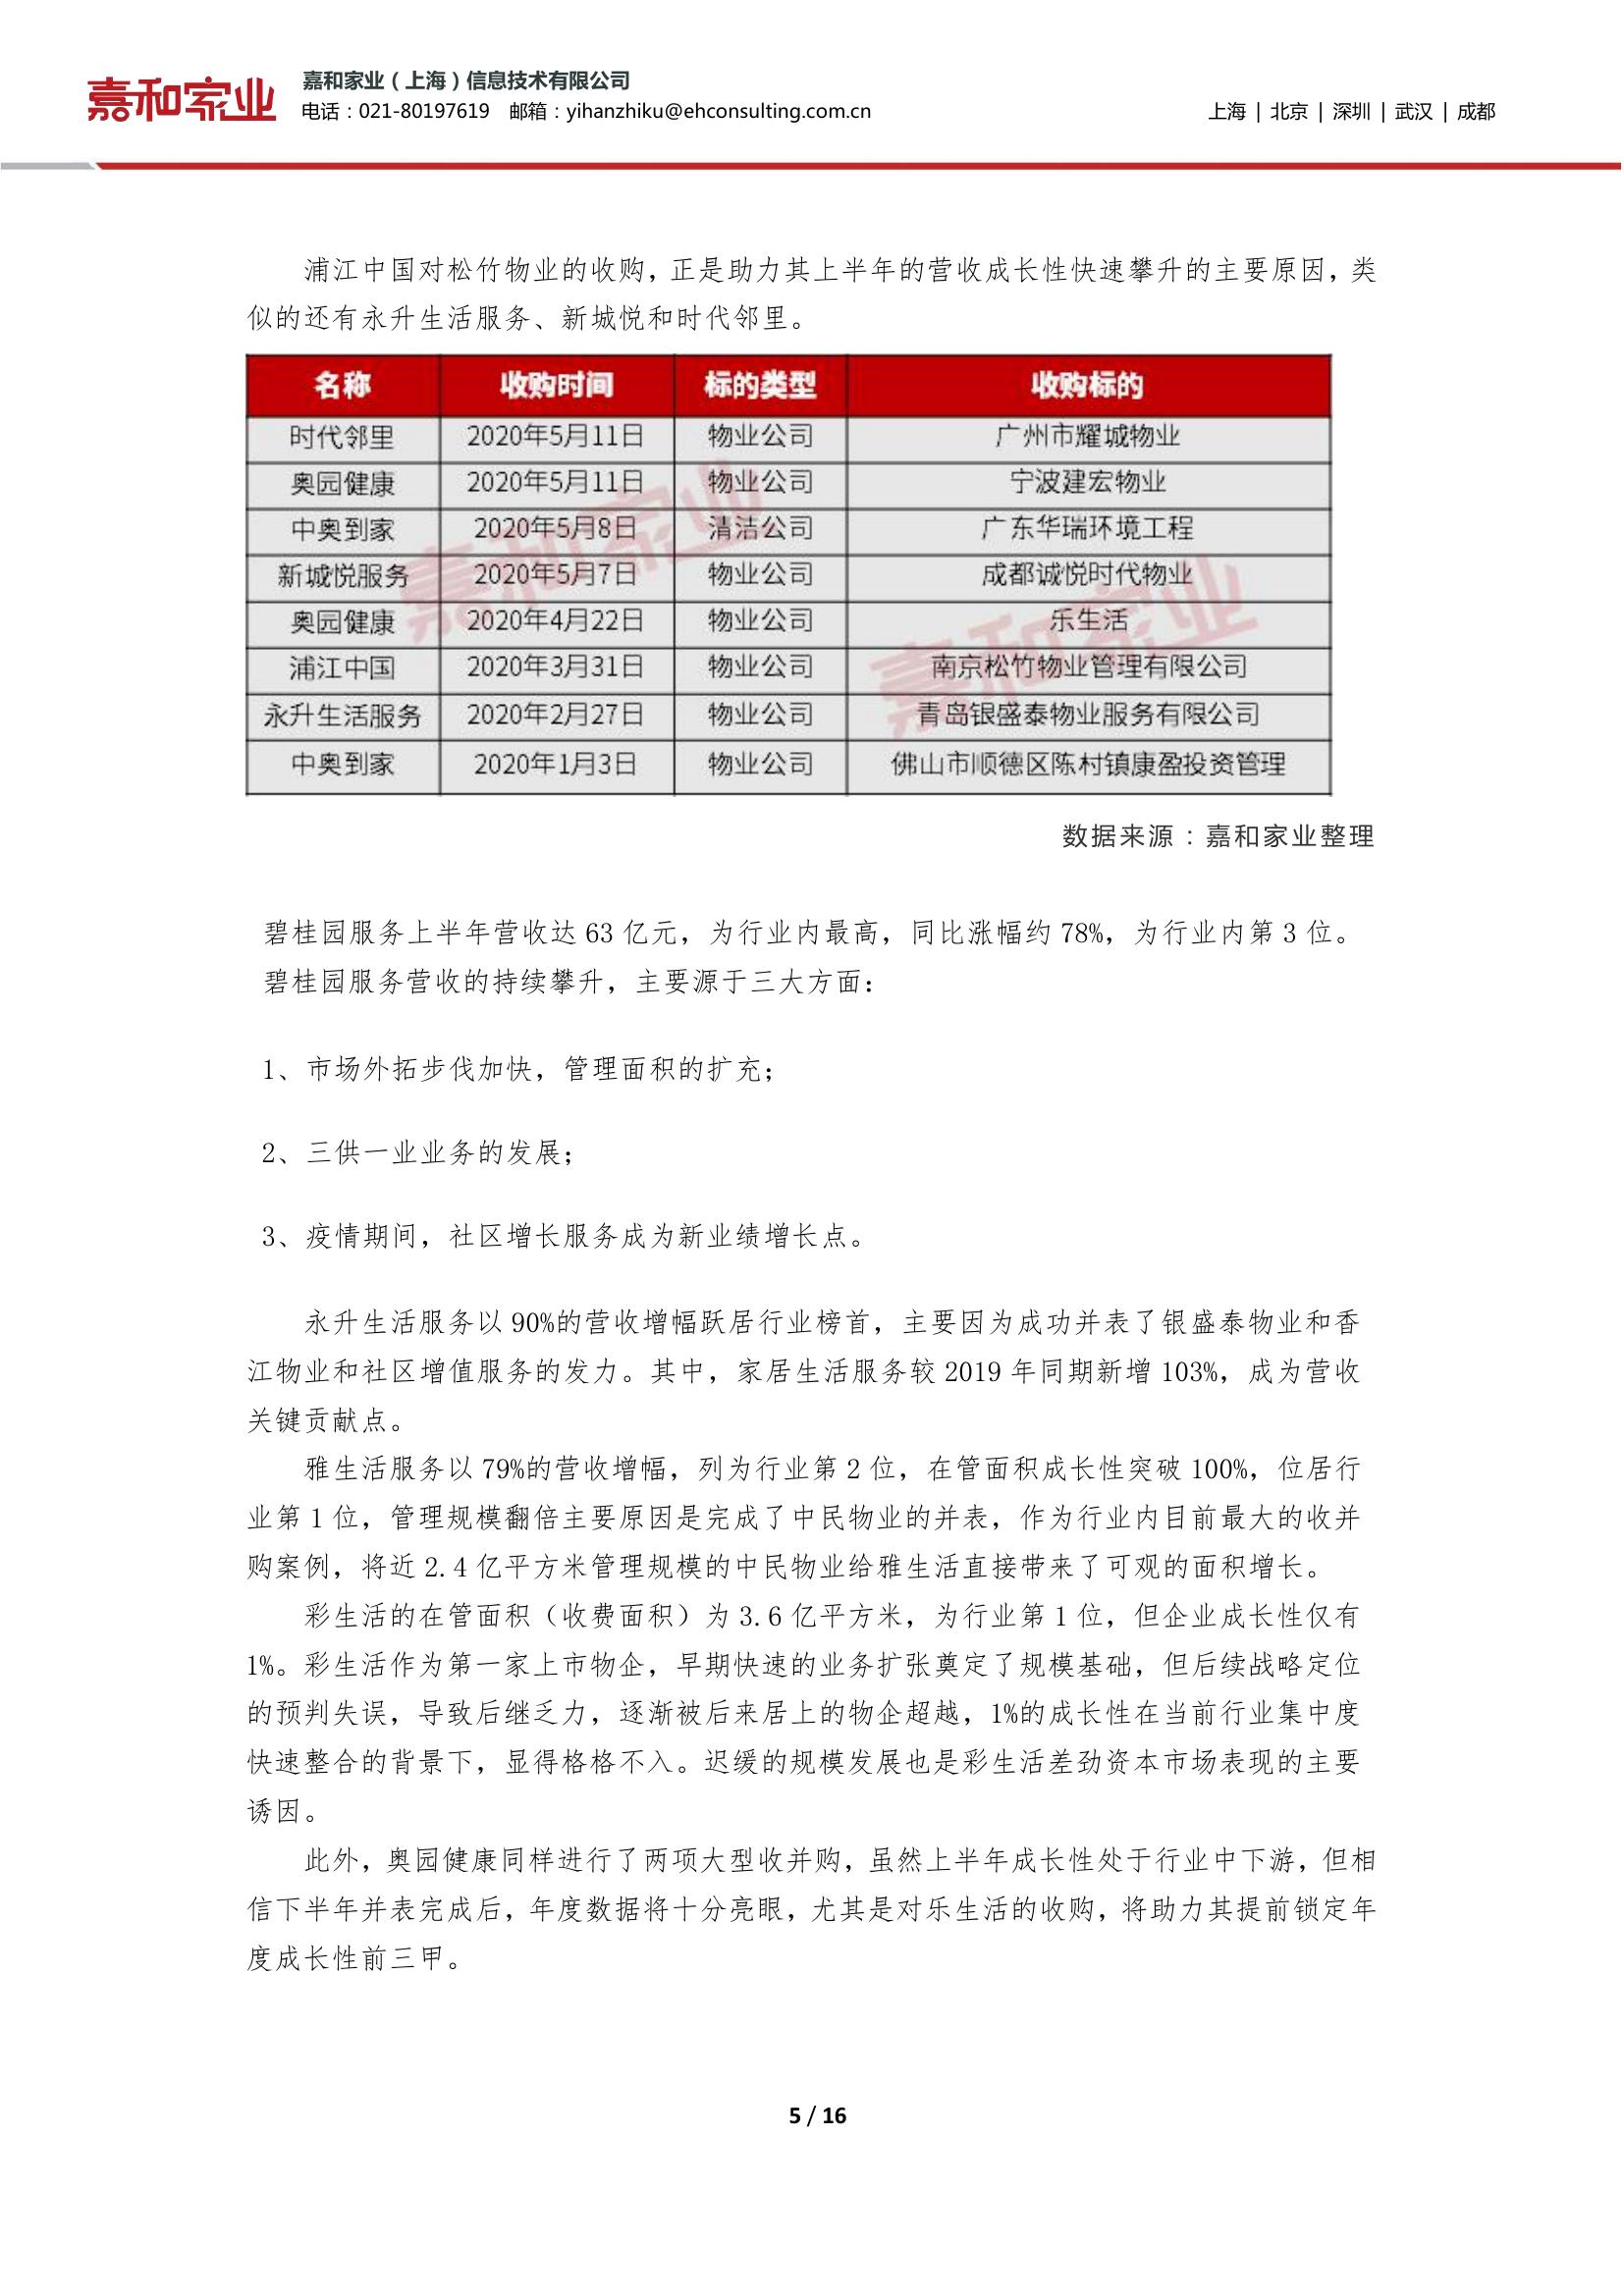 嘉和家业
嘉和家业（上海）信息技术有限公司
电话：021-80197619 邮箱：yihanzhiku@ehconsulting.com.cn
上海 | 北京 | 深圳 | 武汉 | 成都
浦江中国对松竹物业的收购，正是助力其上半年的营收成长性快速攀升的主要原因，类
似的还有永升生活服务、新城悦和时代邻里。
名称 收购时间 标的类型 收购标的
时代邻里 2020年5月11日 物业公司 广州市耀城物业
奥园健康 2020年5月11日 物业公司 宁波建宏物业
中奥到家 2020年5月8日 清洁公司 广东华瑞环境工程
新城悦服务 2020年5月7日 物业公司 成都诚悦时代物业
奥园健康 2020年4月22日 物业公司 乐生活
浦江中国 2020年3月31日 物业公司 南京松竹物业管理有限公司
永升生活服务 2020年2月27日 物业公司 青岛银盛泰物业服务有限公司
中奥到家 2020年1月3日 物业公司 佛山市顺德区陈村镇康盈投资管理
嘉和家业
嘉和家业
数据来源：嘉和家业整理
碧桂园服务上半年营收达 63 亿元，为行业内最高，同比涨幅约 78%，为行业内第 3 位。
碧桂园服务营收的持续攀升，主要源于三大方面：
1、市场外拓步伐加快，管理面积的扩充；
2、三供一业业务的发展；
3、疫情期间，社区增长服务成为新业绩增长点。
永升生活服务以 90%的营收增幅跃居行业榜首，主要因为成功并表了银盛泰物业和香
江物业和社区增值服务的发力。其中，家居生活服务较 2019 年同期新增 103%，成为营收
关键贡献点。
雅生活服务以 79%的营收增幅，列为行业第 2 位，在管面积成长性突破 100%，位居行
业第 1 位，管理规模翻倍主要原因是完成了中民物业的并表，作为行业内目前最大的收并
购案例，将近 2.4 亿平方米管理规模的中民物业给雅生活直接带来了可观的面积增长。
彩生活的在管面积（收费面积）为 3.6 亿平方米，为行业第 1 位，但企业成长性仅有
1%。彩生活作为第一家上市物企，早期快速的业务扩张奠定了规模基础，但后续战略定位
的预判失误，导致后继乏力，逐渐被后来居上的物企超越，1%的成长性在当前行业集中度
快速整合的背景下，显得格格不入。迟缓的规模发展也是彩生活差劲资本市场表现的主要
诱因。
此外，奥园健康同样进行了两项大型收并购，虽然上半年成长性处于行业中下游，但相
信下半年并表完成后，年度数据将十分亮眼，尤其是对乐生活的收购，将助力其提前锁定年
度成长性前三甲。
5 / 16